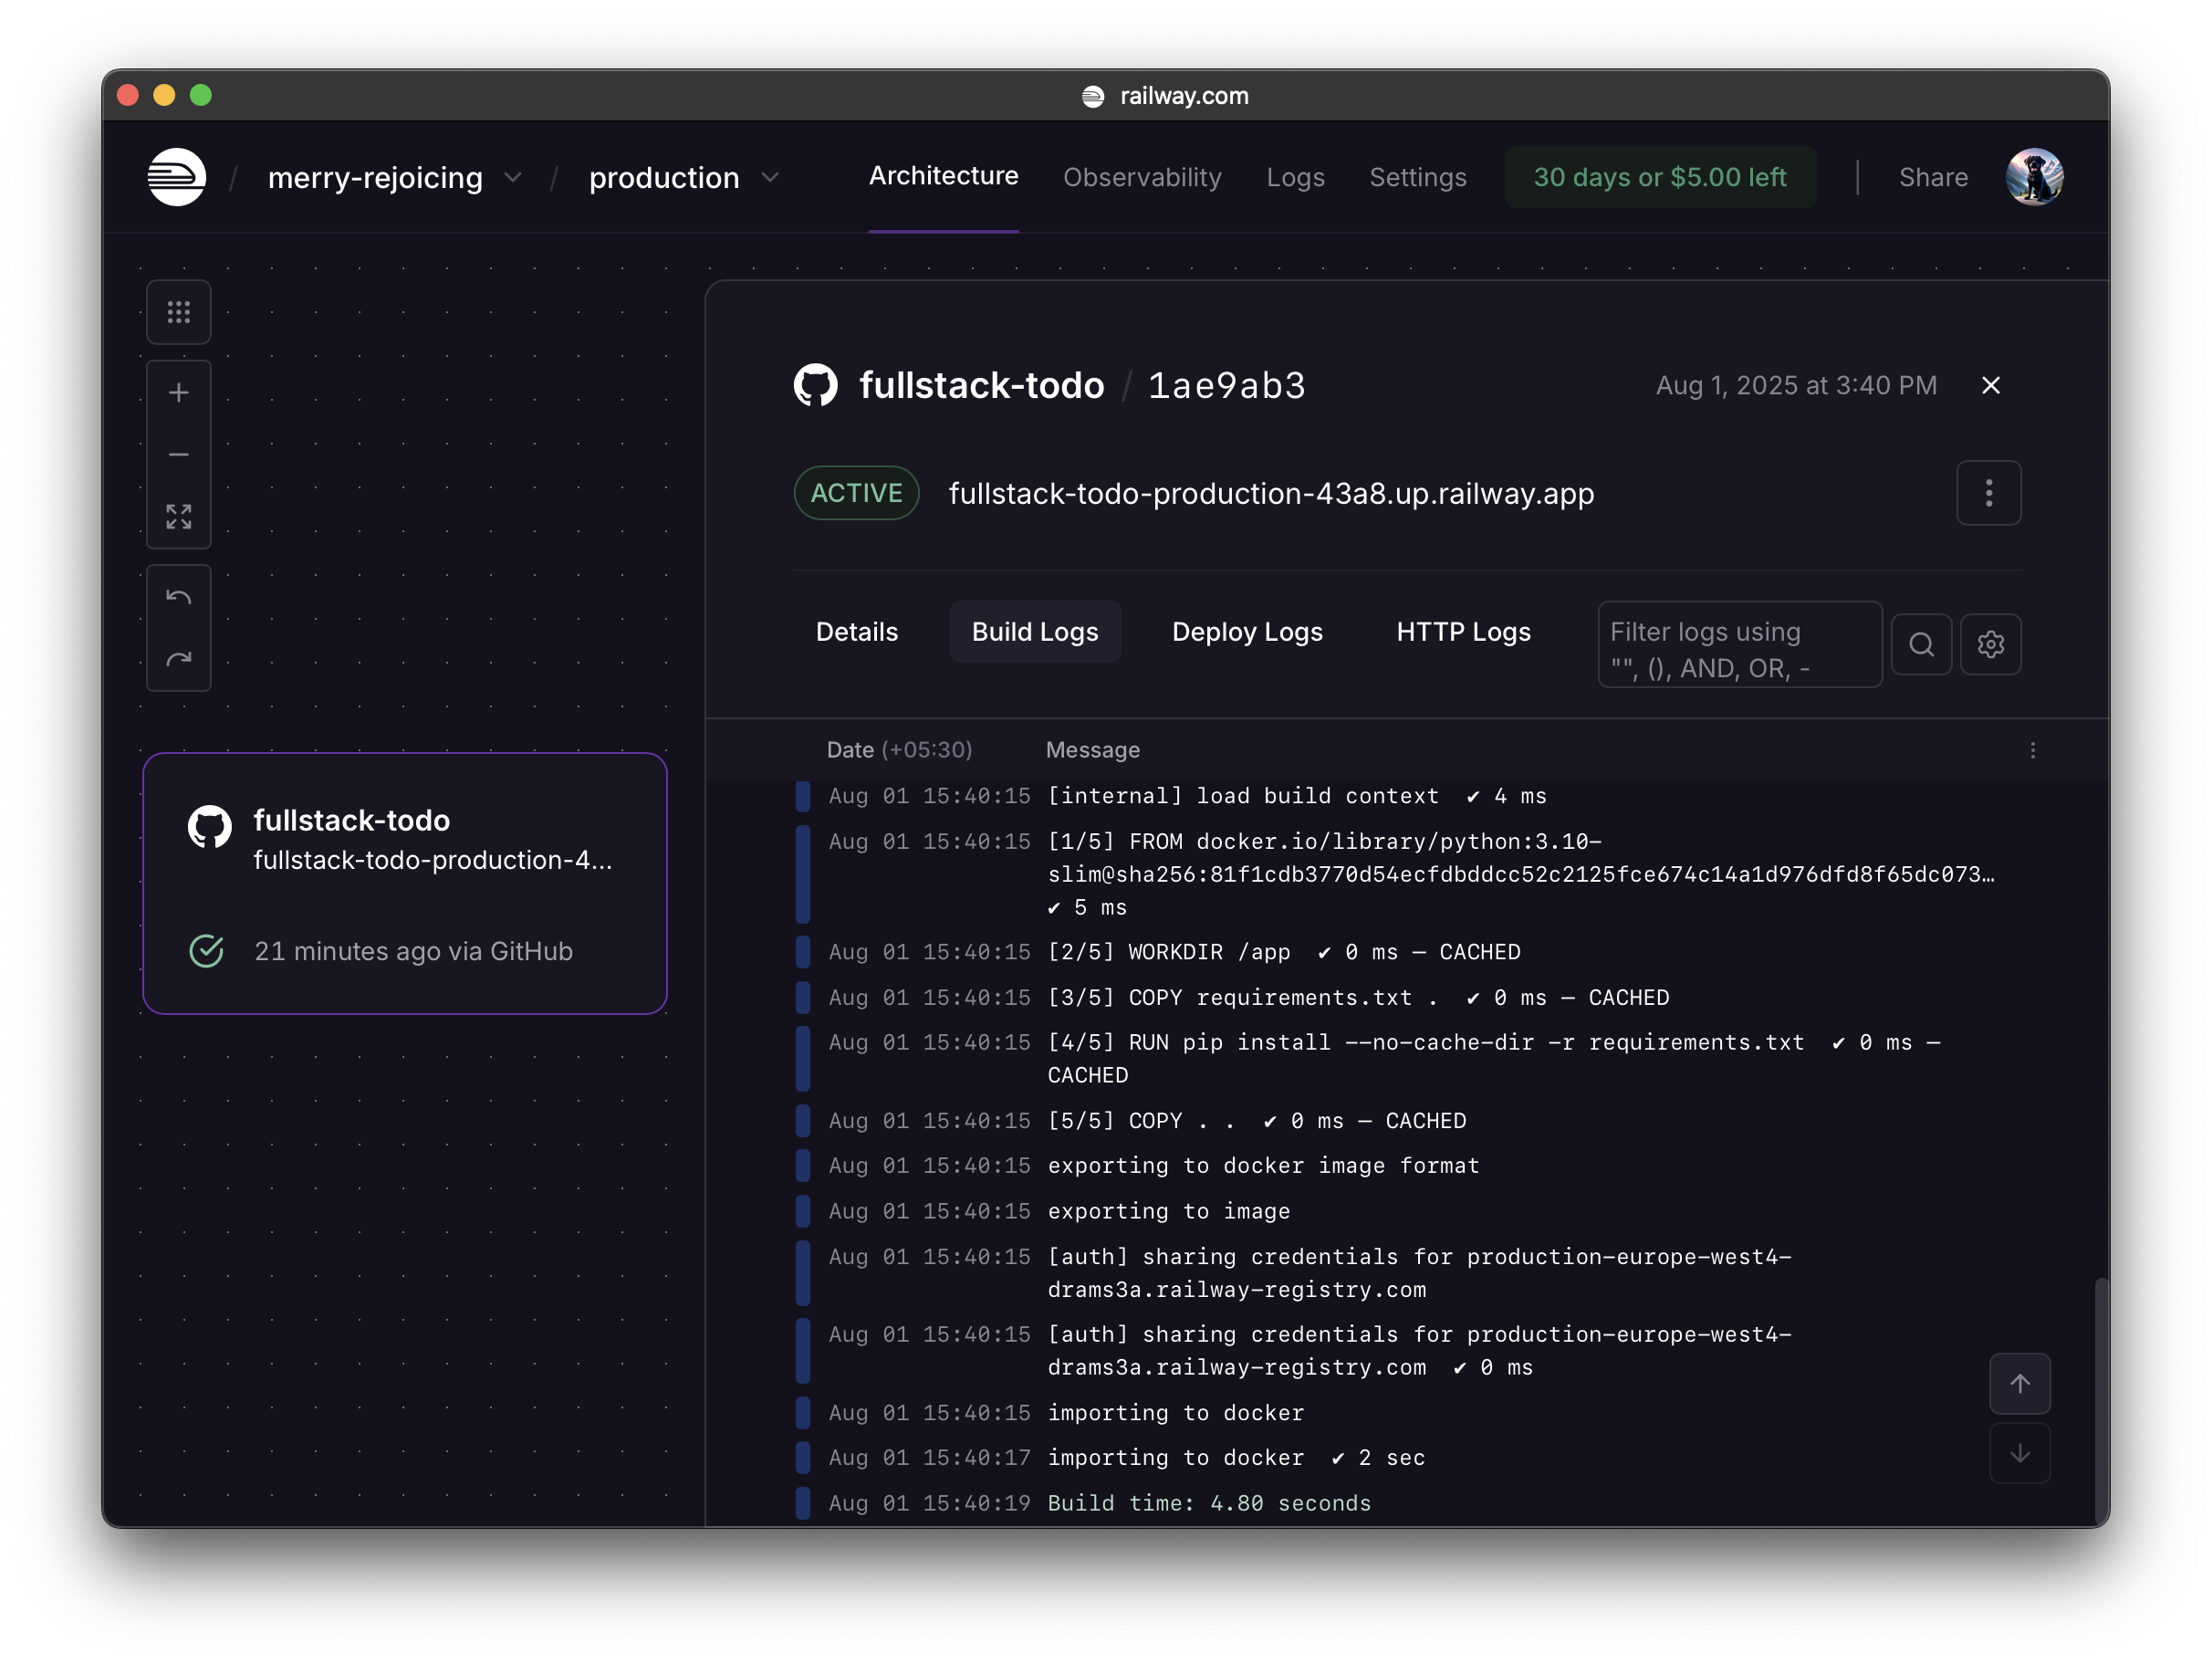 railway.com
/ merry-rejoicing / production Architecture Observability Logs Settings 30 days or $5.00 left Share
fullstack-todo / 1ae9ab3 Aug 1, 2025 at 3:40 PM
ACTIVE fullstack-todo-production-43a8.up.railway.app
Details Build Logs Deploy Logs HTTP Logs
Filter logs using
"", (), AND, OR, -
fullstack-todo
fullstack-todo-production-4...
21 minutes ago via GitHub
Date (+05:30) Message
Aug 01 15:40:15 [internal] load build context ✔ 4 ms
Aug 01 15:40:15 [1/5] FROM docker.io/library/python:3.10-
slim@sha256:81f1cdb3770d54ecfdbddcc52c2125fce674c14a1d976dfd8f65dc073…
✔ 5 ms
Aug 01 15:40:15 [2/5] WORKDIR /app ✔ 0 ms – CACHED
Aug 01 15:40:15 [3/5] COPY requirements.txt . ✔ 0 ms – CACHED
Aug 01 15:40:15 [4/5] RUN pip install --no-cache-dir -r requirements.txt ✔ 0 ms –
CACHED
Aug 01 15:40:15 [5/5] COPY . . ✔ 0 ms – CACHED
Aug 01 15:40:15 exporting to docker image format
Aug 01 15:40:15 exporting to image
Aug 01 15:40:15 [auth] sharing credentials for production-europe-west4-
drams3a.railway-registry.com
Aug 01 15:40:15 [auth] sharing credentials for production-europe-west4-
drams3a.railway-registry.com ✔ 0 ms
Aug 01 15:40:15 importing to docker
Aug 01 15:40:17 importing to docker ✔ 2 sec
Aug 01 15:40:19 Build time: 4.80 seconds